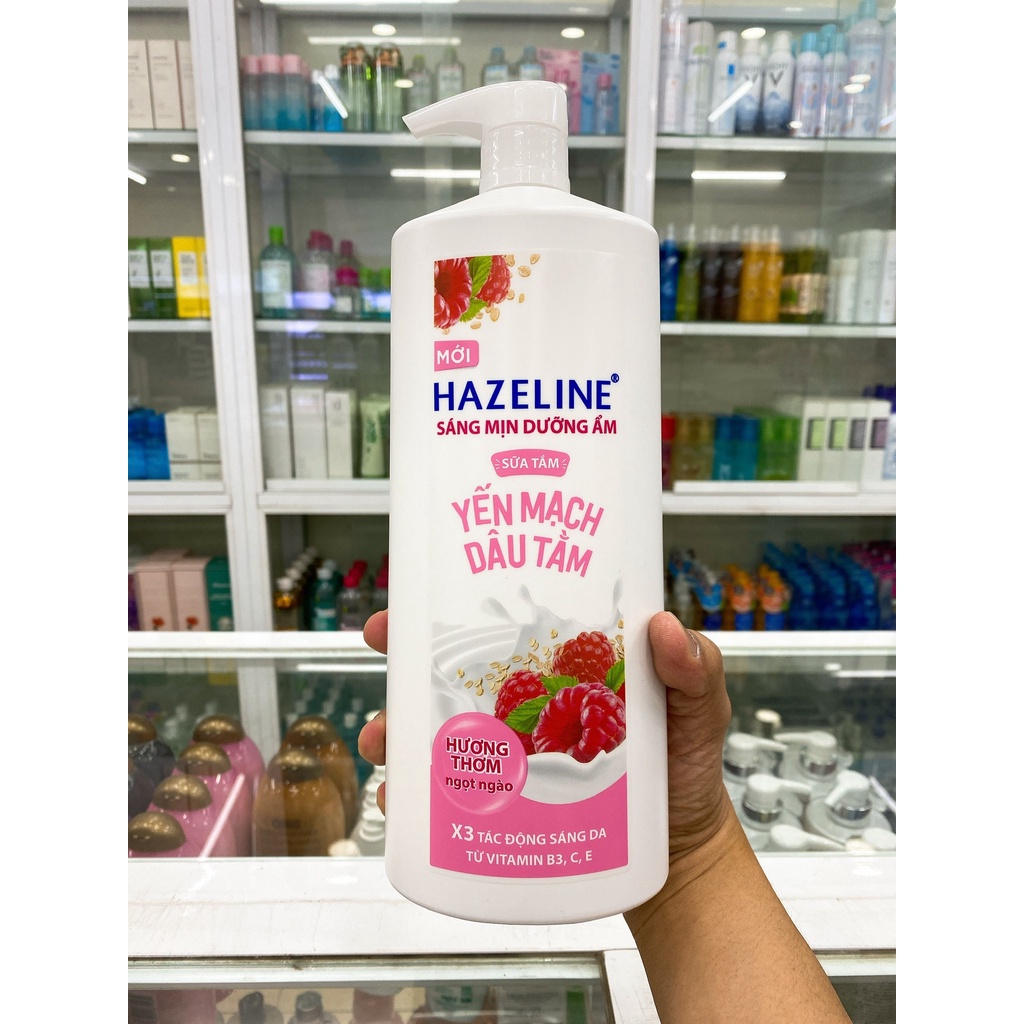 MỚI
HAZELINE®
SÁNG MỊN DƯỠNG ẨM
SỮA TẮM
YẾN MẠCH
DÂU TẰM
HƯƠNG
THƠM
ngọt ngào
X3 TÁC ĐỘNG SÁNG DA
TỪ VITAMIN B3, C, E